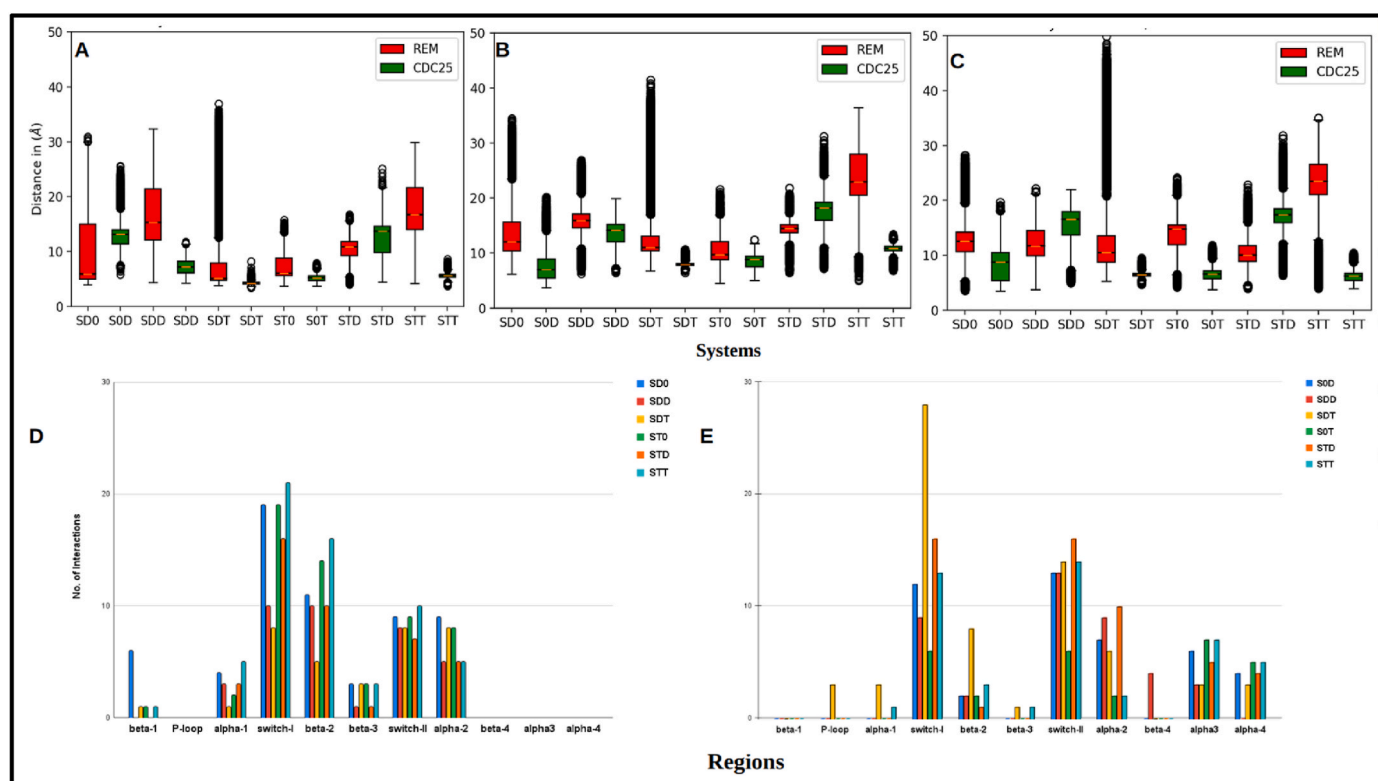 A
50
40
30
20
10
0
Distance in (Å)
REM
CDC25
SD0 S0D SDD SDD SDT SDT ST0 S0T STD STD STT STT
B
50
40
30
20
10
0
REM
CDC25
SD0 S0D SDD SDD SDT SDT ST0 S0T STD STD STT STT
C
50
40
30
20
10
0
REM
CDC25
SD0 S0D SDD SDD SDT SDT ST0 S0T STD STD STT STT
Systems
D
30
20
10
No. of Interactions
SD0
SDD
SDT
ST0
STD
STT
beta-1 P-loop alpha-1 switch-I beta-2 beta-3 switch-II alpha-2 beta-4 alpha3 alpha-4
E
30
20
10
0
S0D
SDD
SDT
S0T
STD
STT
beta-1 P-loop alpha-1 switch-I beta-2 beta-3 switch-II alpha-2 beta-4 alpha3 alpha-4
Regions